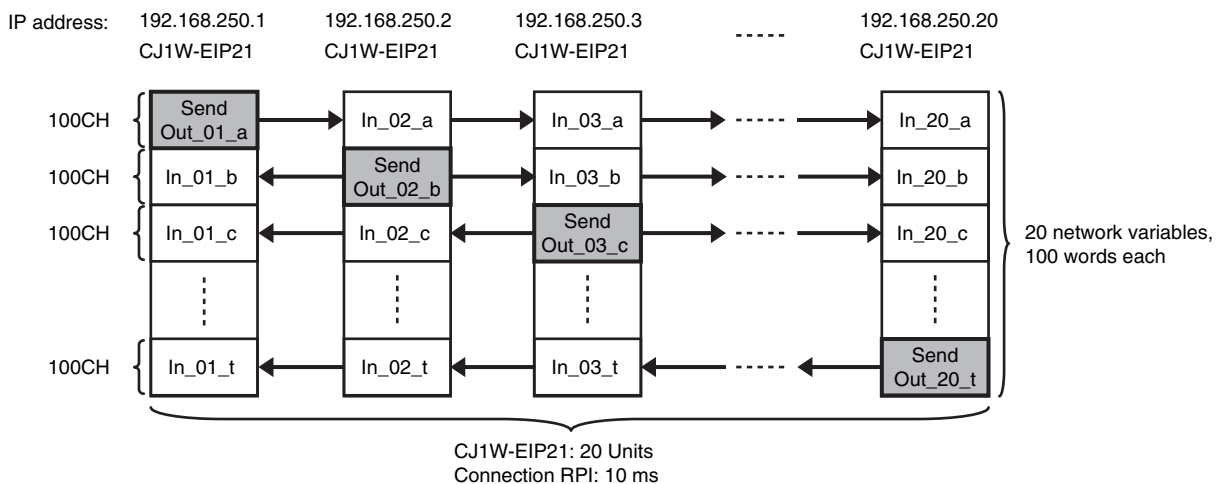 IP address: 192.168.250.1 192.168.250.2 192.168.250.3 192.168.250.20
CJ1W-EIP21 CJ1W-EIP21 CJ1W-EIP21 CJ1W-EIP21
100CH Send Out_01_a In_02_a In_03_a In_20_a
100CH In_01_b Send Out_02_b In_03_b In_20_b
100CH In_01_c In_02_c Send Out_03_c In_20_c
20 network variables,
100 words each
100CH In_01_t In_02_t In_03_t Send Out_20_t
CJ1W-EIP21: 20 Units
Connection RPI: 10 ms